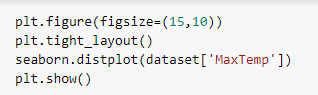 plt.figure(figsize=(15,10))
plt.tight_layout()
seaborn.distplot(dataset['MaxTemp'])
plt.show()